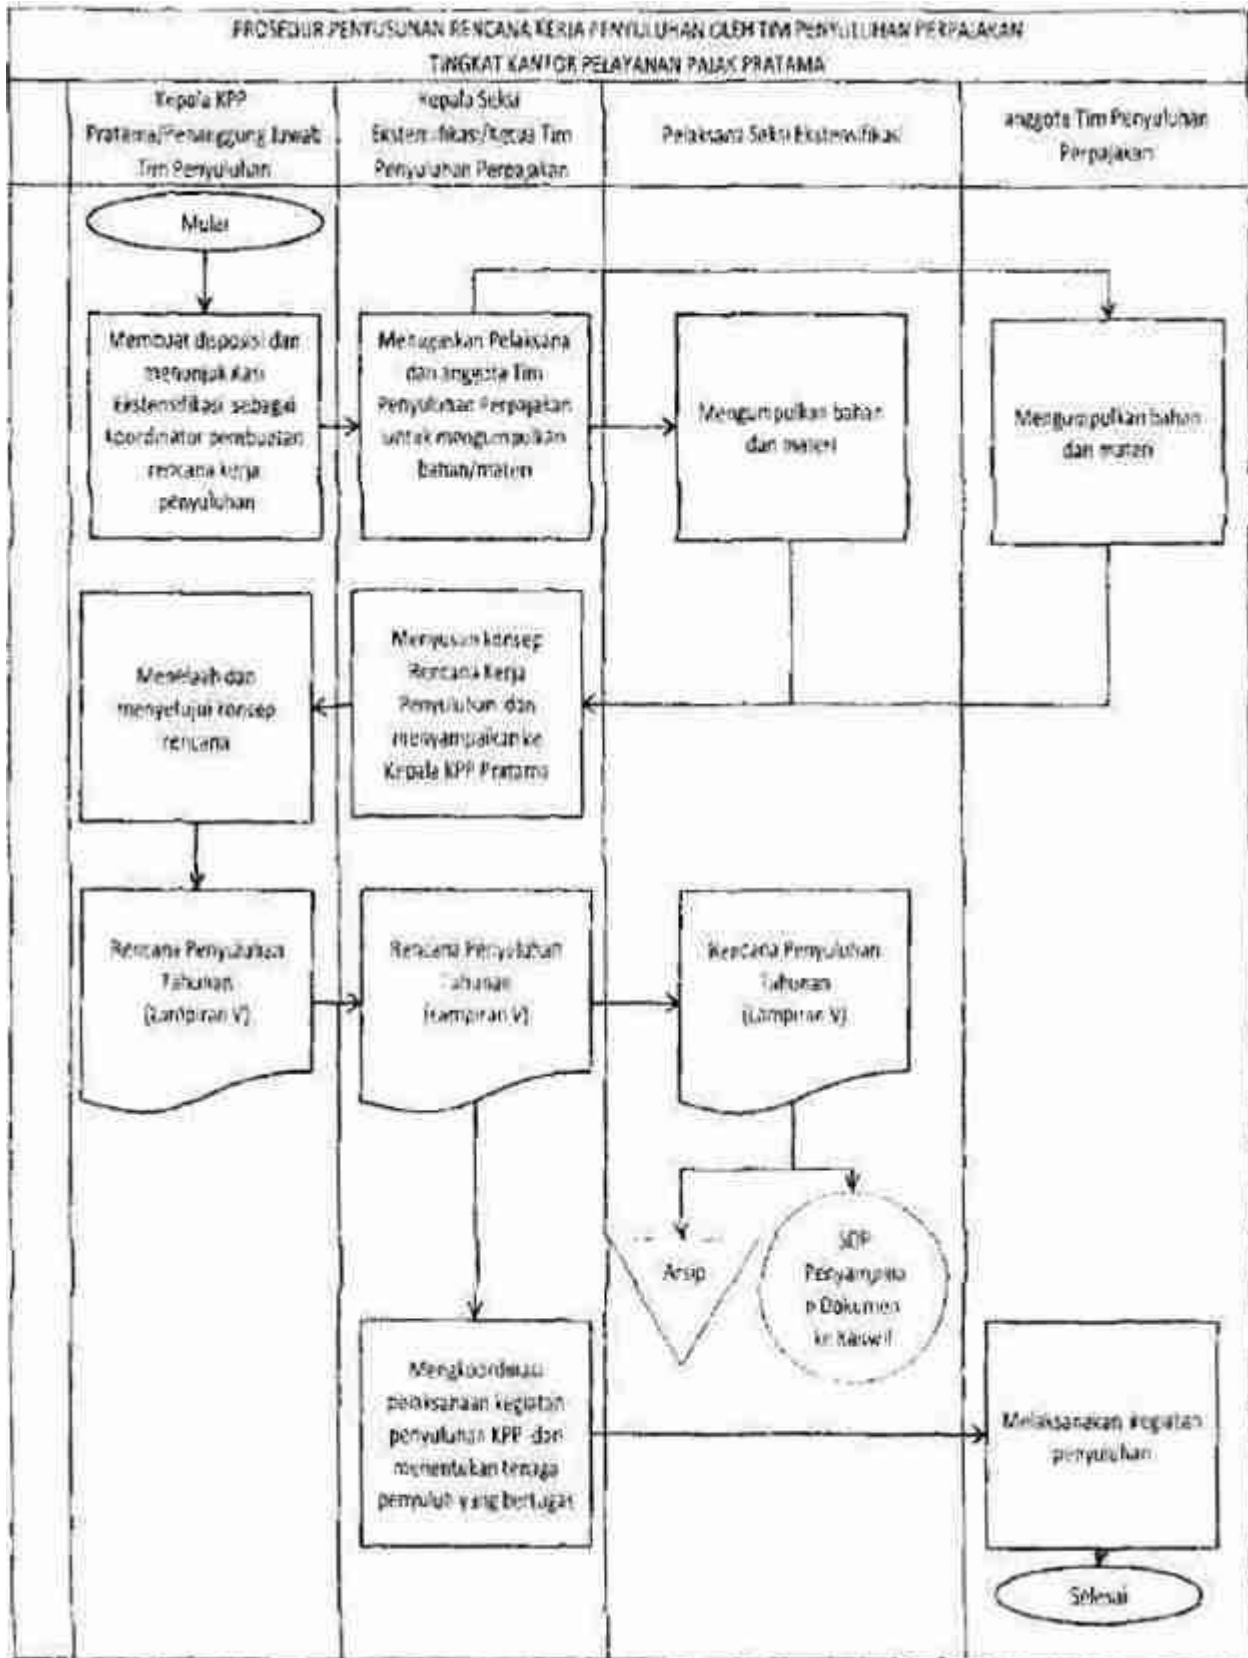 PROSEDUR PENYUSUNAN RENCANA KERJA PENYULUHAN OLEH TIM PENYULUHAN PERPAJAKAN
TINGKAT KANTOR PELAYANAN PAJAK PRATAMA
Kepala KPP
Pratama/Penanggung Jawab
Tim Penyuluhan
Kepala Seksi
Ekstensifikasi/Ketua Tim
Penyuluhan Perpajakan
Pelaksana Seksi Ekstensifikasi
anggota Tim Penyuluhan
Perpajakan
Mulai
Membuat disposisi dan
menunjuk Kasi
Ekstensifikasi sebagai
koordinator pembuatan
rencana kerja
penyuluhan
Menugaskan Pelaksana
dan anggota Tim
Penyuluhan Perpajakan
untuk mengumpulkan
bahan/materi
Mengumpulkan bahan
dan materi
Mengumpulkan bahan
dan materi
Menelaah dan
menyetujui konsep
rencana
Menyusun konsep
Rencana Kerja
Penyuluhan dan
menyampaikan ke
Kepala KPP Pratama
Rencana Penyuluhan
Tahunan
(Lampiran V)
Rencana Penyuluhan
Tahunan
(Lampiran V)
Rencana Penyuluhan
Tahunan
(Lampiran V)
Arsip
SOP
Penyampaia
n Dokumen
ke Kanwil
Mengkoordinasi
pelaksanaan kegiatan
penyuluhan KPP dan
menentukan tenaga
penyuluh yang bertugas
Melaksanakan kegiatan
penyuluhan
Selesai